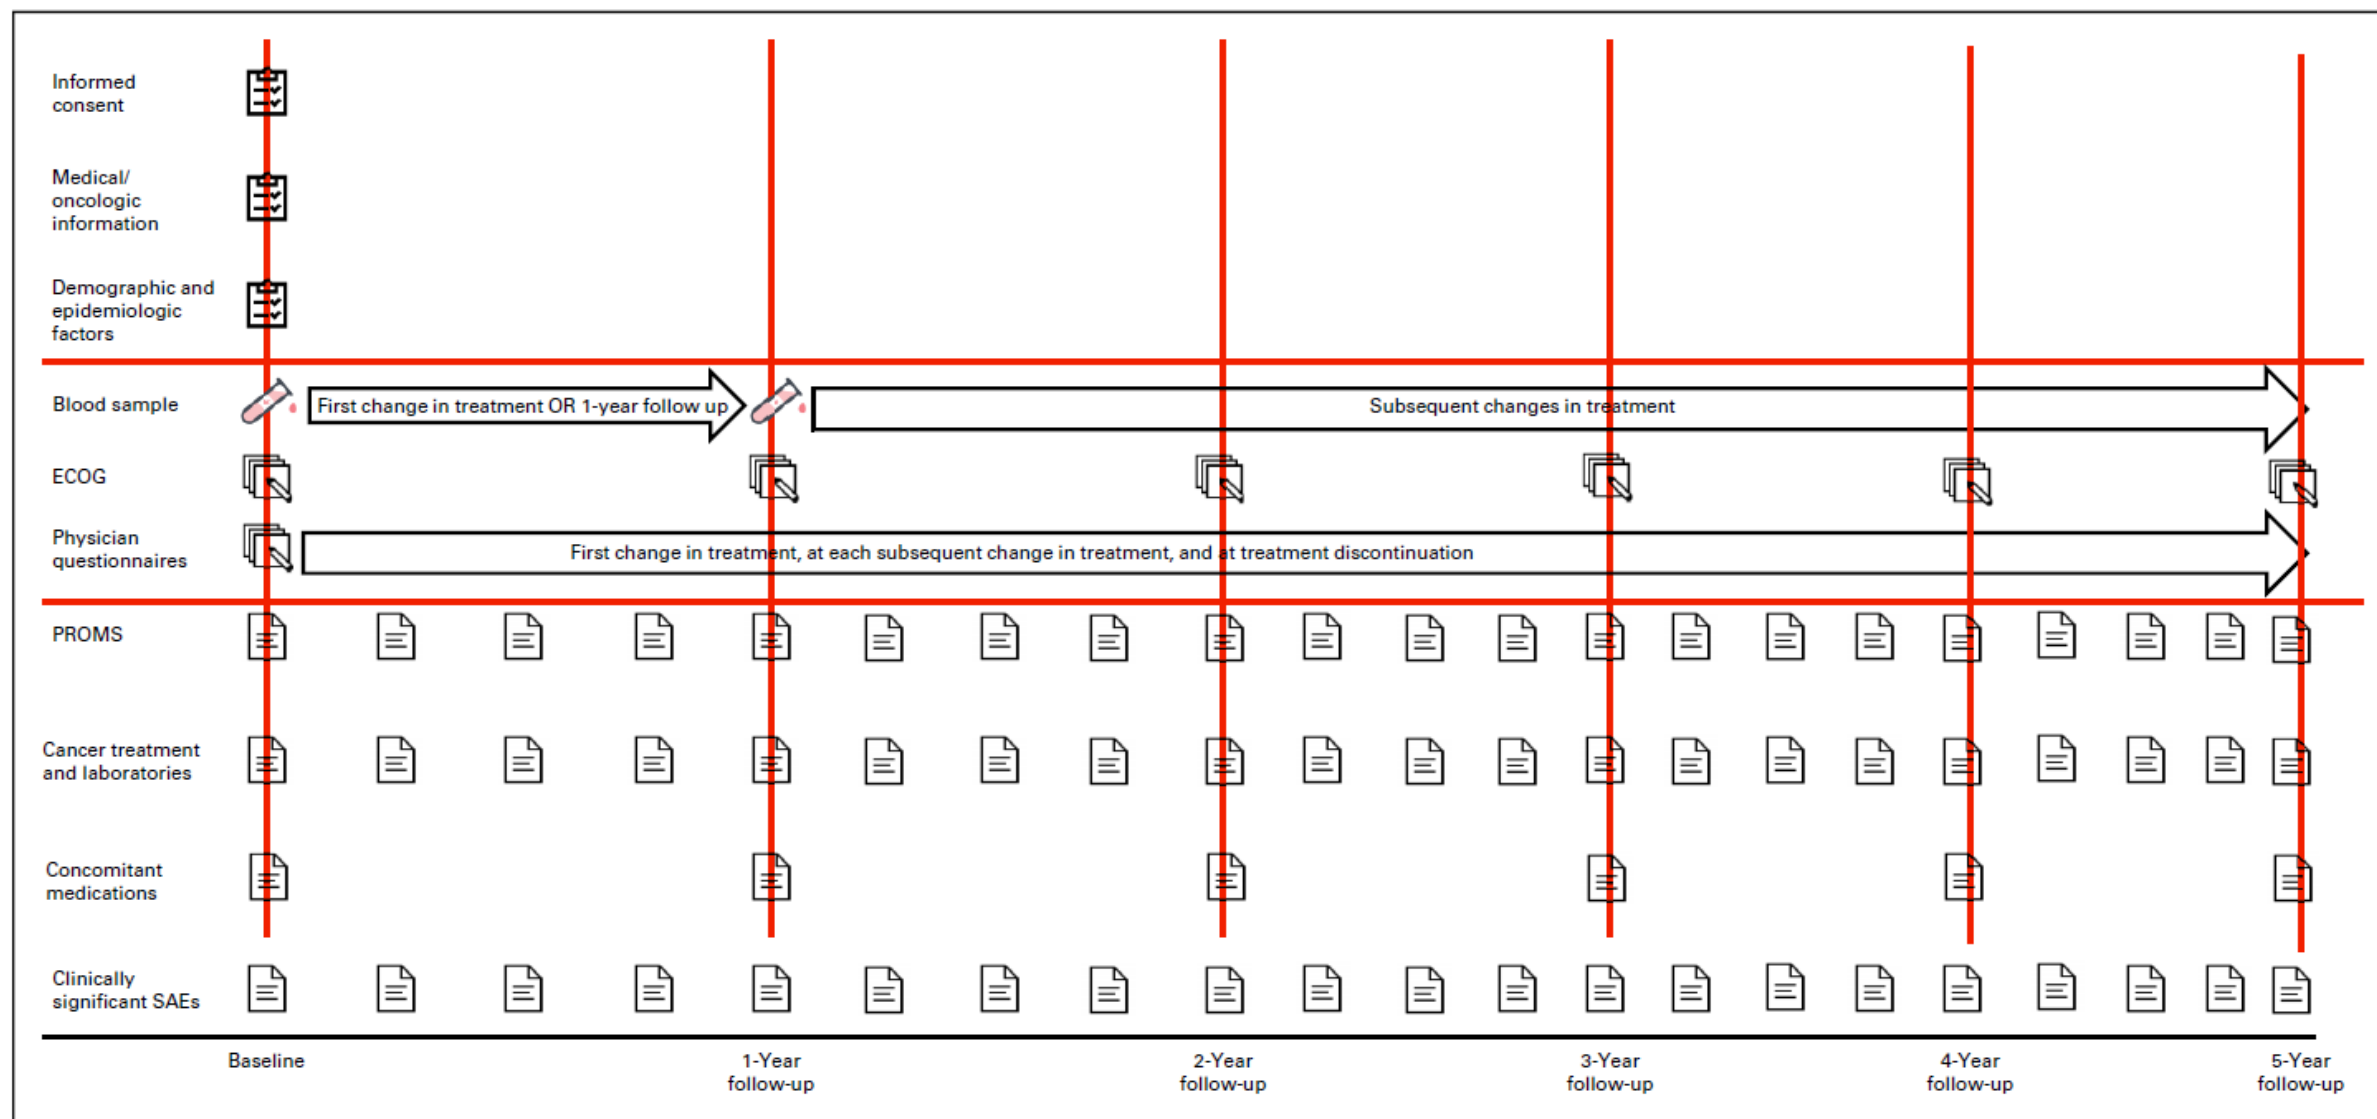 Informed
consent
Medical/
oncologic
information
Demographic and
epidemiologic
factors
Blood sample
First change in treatment OR 1-year follow up
Subsequent changes in treatment
ECOG
Physician
questionnaires
First change in treatment, at each subsequent change in treatment, and at treatment discontinuation
PROMS
Cancer treatment
and laboratories
Concomitant
medications
Clinically
significant SAEs
Baseline
1-Year
follow-up
2-Year
follow-up
3-Year
follow-up
4-Year
follow-up
5-Year
follow-up